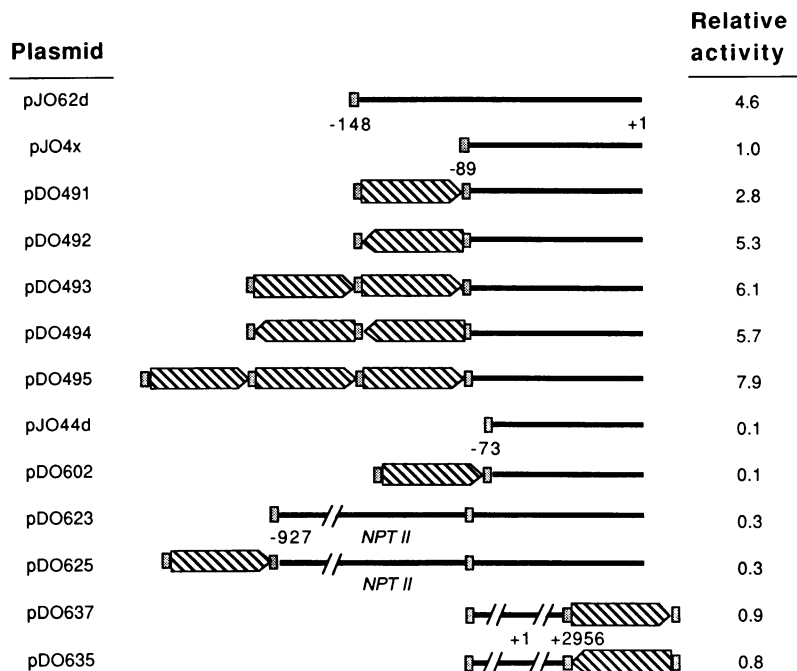 Plasmid
Relative activity
pJO62d
4.6
-148
+1
pJO4x
1.0
-89
pDO491
2.8
pDO492
5.3
pDO493
6.1
pDO494
5.7
pDO495
7.9
pJO44d
0.1
-73
pDO602
0.1
pDO623
0.3
-927
NPT II
pDO625
0.3
NPT II
pDO637
0.9
+1
+2956
pDO635
0.8